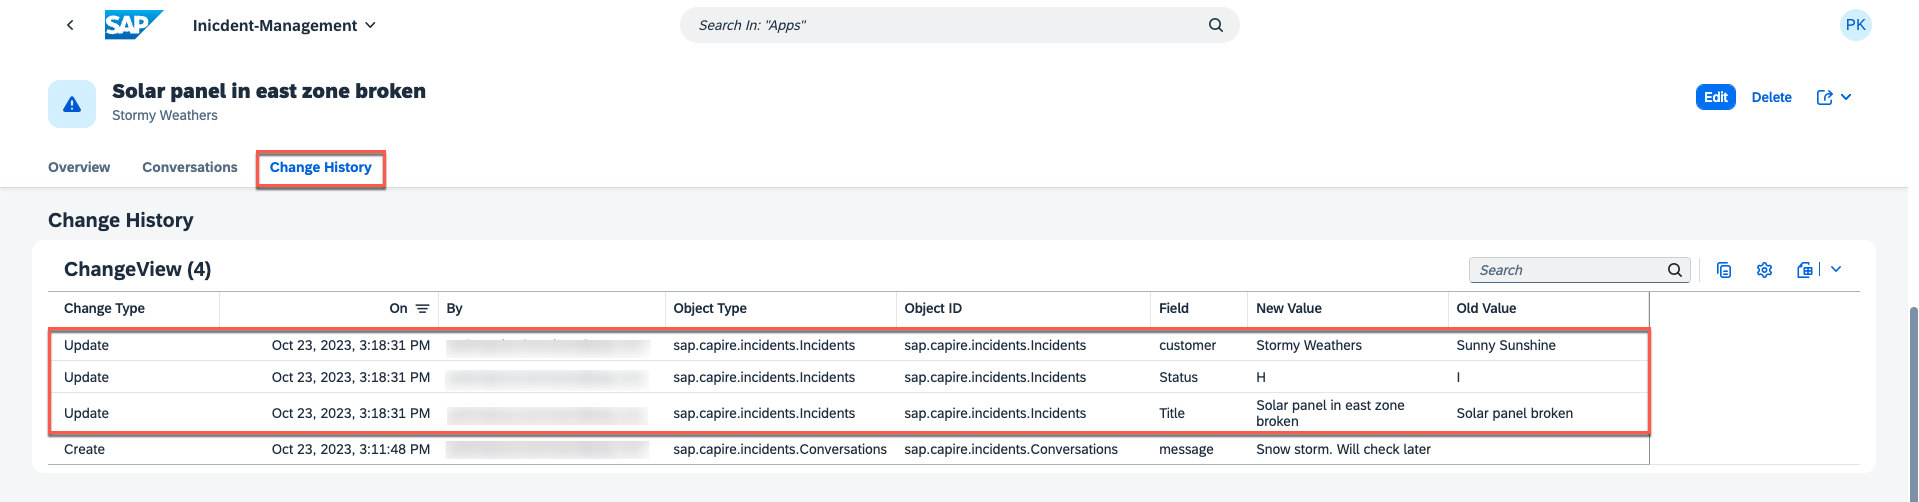 SAP Inicdent-Management Search In: "Apps" PK
Solar panel in east zone broken
Stormy Weathers
Edit Delete
Overview Conversations Change History
Change History
ChangeView (4) Search
Change Type On By Object Type Object ID Field New Value Old Value
Update Oct 23, 2023, 3:18:31 PM sap.capire.incidents.Incidents sap.capire.incidents.Incidents customer Stormy Weathers Sunny Sunshine
Update Oct 23, 2023, 3:18:31 PM sap.capire.incidents.Incidents sap.capire.incidents.Incidents Status H I
Update Oct 23, 2023, 3:18:31 PM sap.capire.incidents.Incidents sap.capire.incidents.Incidents Title Solar panel in east zone Solar panel broken
broken
Create Oct 23, 2023, 3:11:48 PM sap.capire.incidents.Conversations sap.capire.incidents.Conversations message Snow storm. Will check later